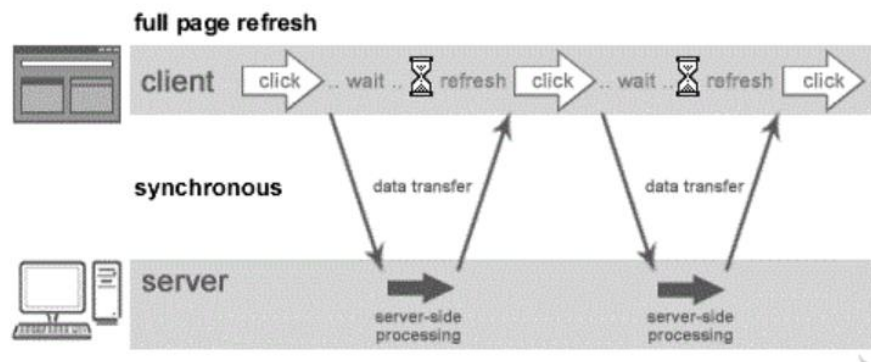 full page refresh
client click .. wait .. refresh click .. wait .. refresh click
synchronous data transfer data transfer
server
server-side
processing
server-side
processing